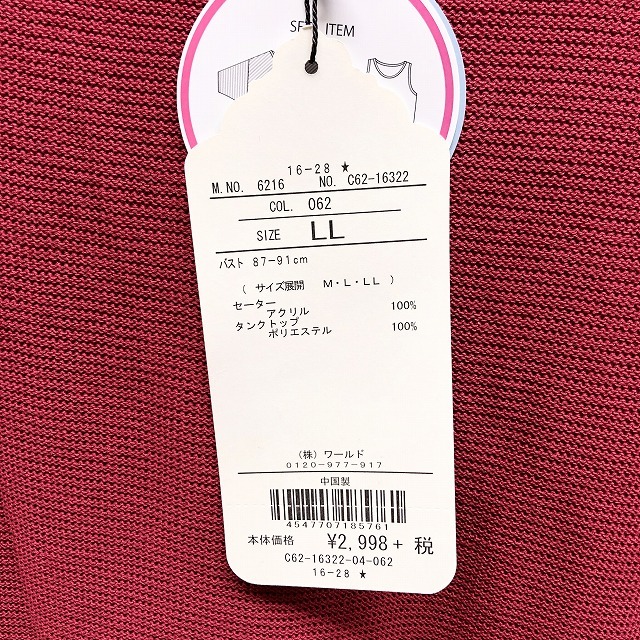 SET ITEM
16-28 ★
M.NO. 6216 NO. C62-16322
COL. 062
SIZE LL
バスト 87-91cm
( サイズ展開 M・L・LL )
セーター
アクリル 100%
タンクトップ
ポリエステル 100%
(株)ワールド
0120-977-917
中国製
4547707185761
本体価格 ¥2,998+ 税
C62-16322-04-062
16-28 ★